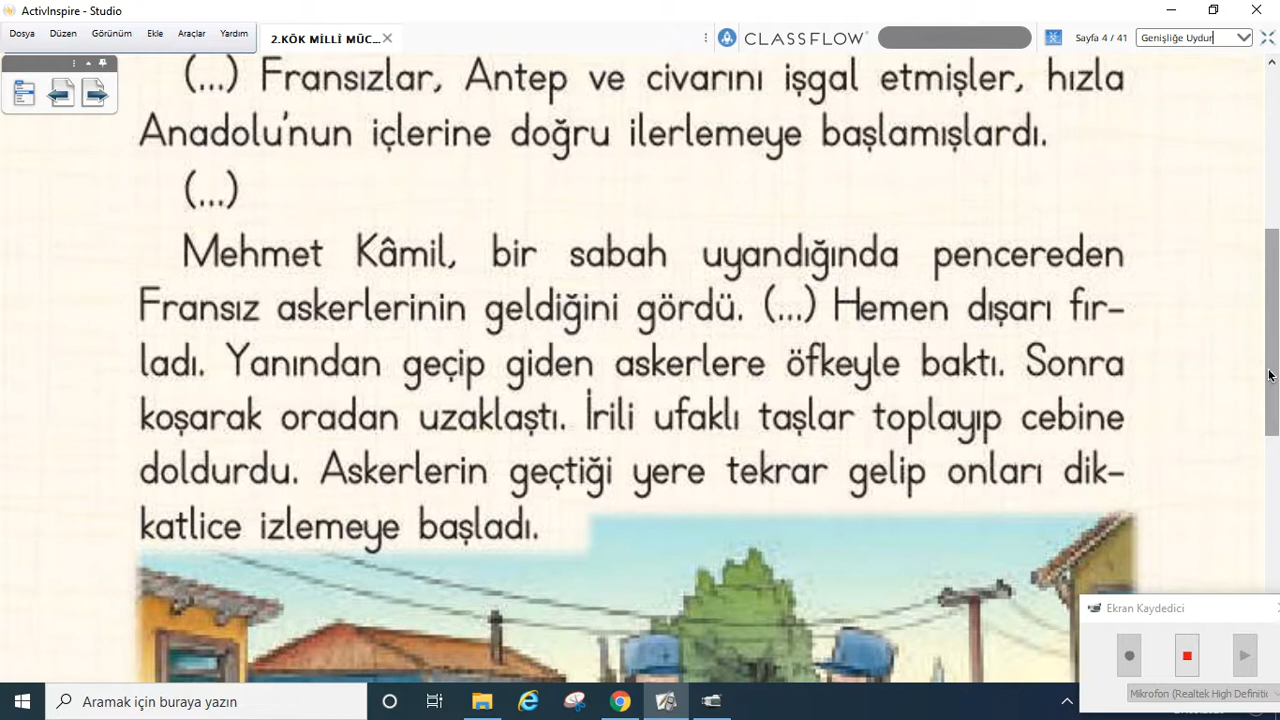 ActivInspire - Studio
Dosya Düzen Görünüm Ekle Araçlar Yardım
2.KÖK MİLLİ MÜC...
CLASSFLOW
Sayfa 4 / 41
Genişliğe Uydur
(...) Fransızlar, Antep ve civarını işgal etmişler, hızla
Anadolu'nun içlerine doğru ilerlemeye başlamışlardı.
(...)
Mehmet Kâmil, bir sabah uyandığında pencereden
Fransız askerlerinin geldiğini gördü. (...) Hemen dışarı fır-
ladı. Yanından geçip giden askerlere öfkeyle baktı. Sonra
koşarak oradan uzaklaştı. İrili ufaklı taşlar toplayıp cebine
doldurdu. Askerlerin geçtiği yere tekrar gelip onları dik-
katlice izlemeye başladı.
Ekran Kaydedici
Mikrofon (Realtek High Definitic
Aramak için buraya yazın